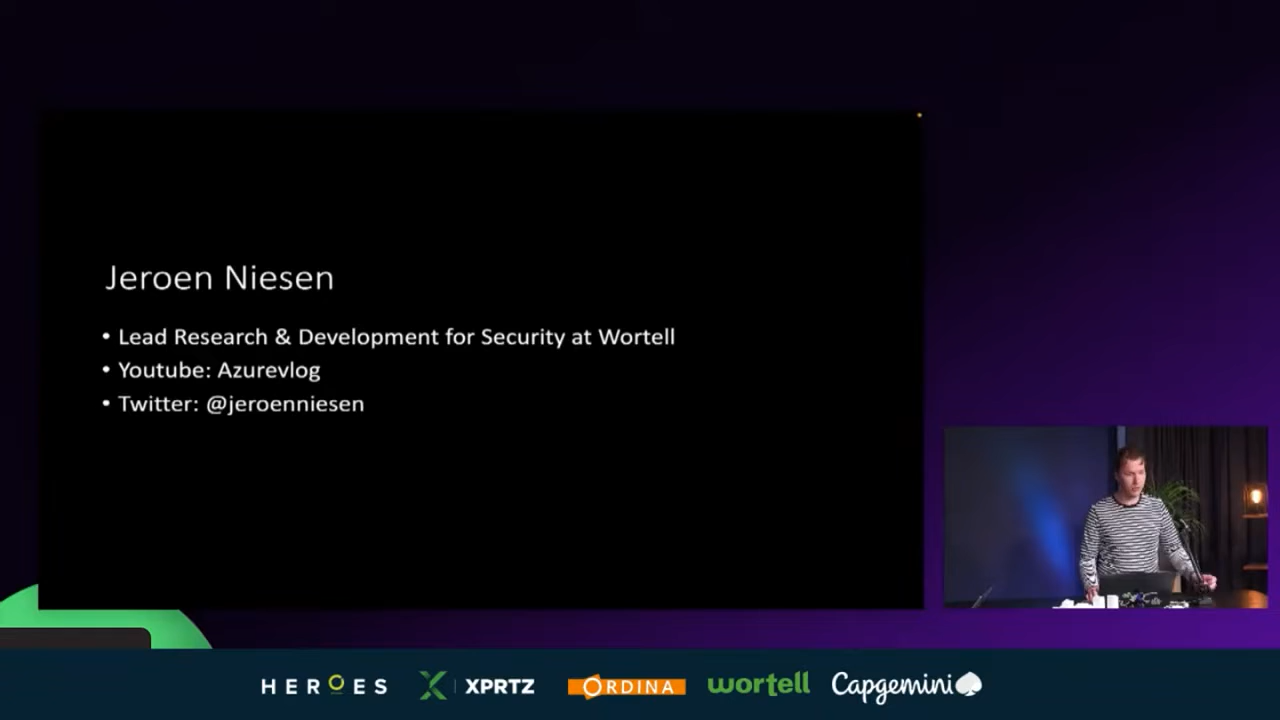 Jeroen Niesen
• Lead Research & Development for Security at Wortell
• Youtube: Azurevlog
• Twitter: @jeroenniesen
HEROES XPRTZ ORDINA wortell Capgemini